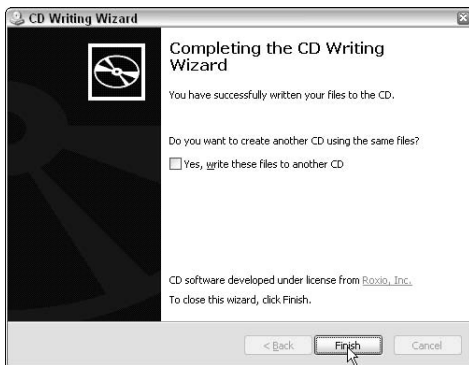 CD Writing Wizard
Completing the CD Writing
Wizard
You have successfully written your files to the CD.
Do you want to create another CD using the same files?
Yes, write these files to another CD
CD software developed under license from Roxio, Inc.
To close this wizard, click Finish.
< Back
Finish
Cancel